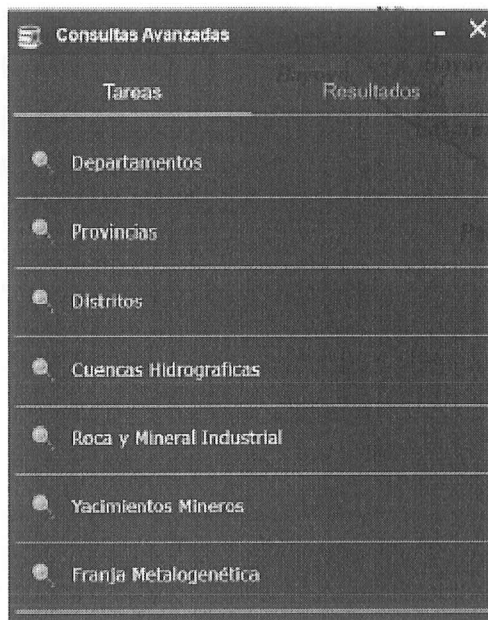 Consultas Avanzadas
Tareas
Resultados
Departamentos
Provincias
Distritos
Cuencas Hidrograficas
Roca y Mineral Industrial
Yacimientos Mineros
Franja Metalogenética